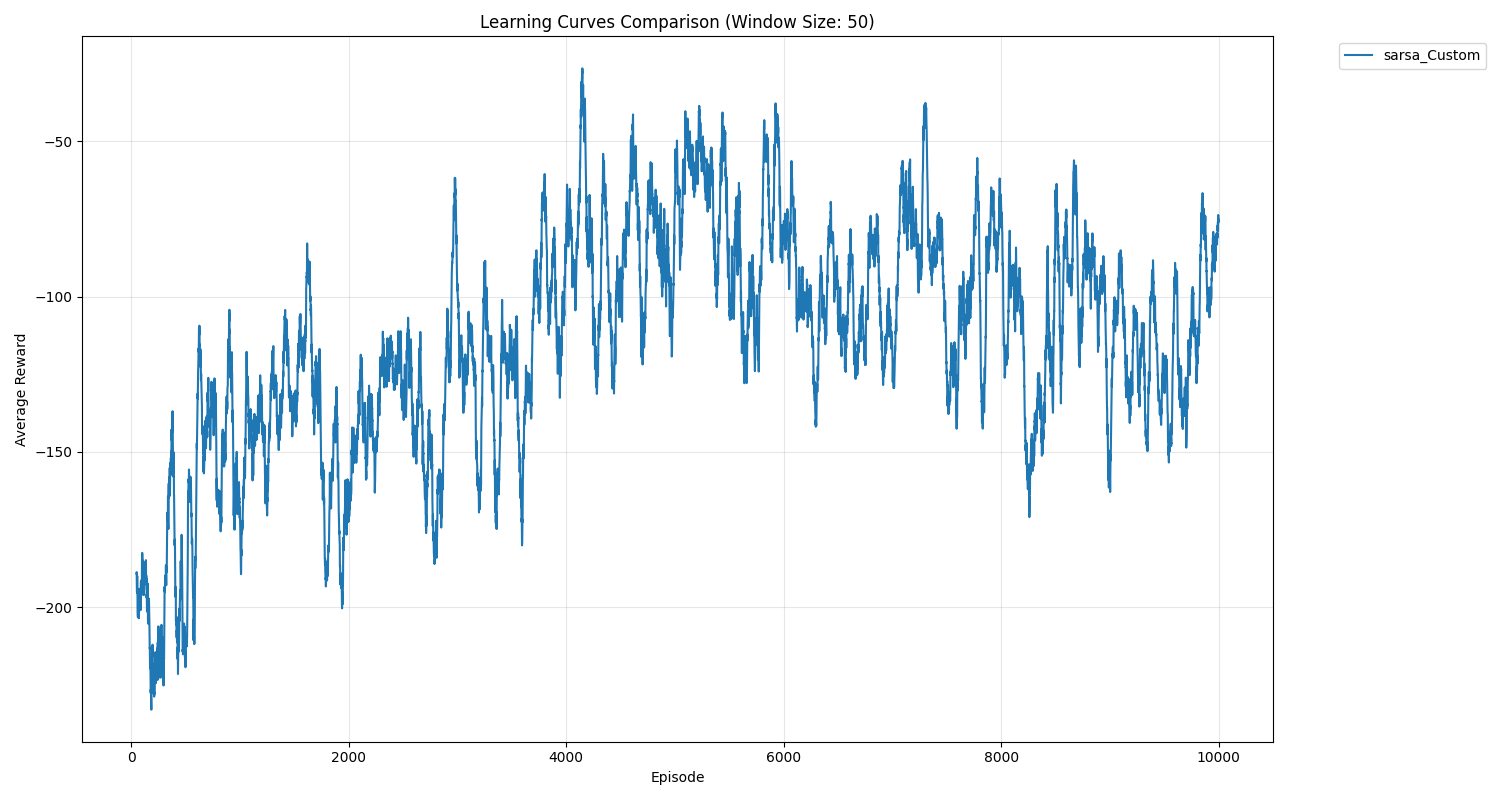 Learning Curves Comparison (Window Size: 50)
sarsa_Custom
Average Reward
−50
−100
−150
−200
0 2000 4000 6000 8000 10000
Episode